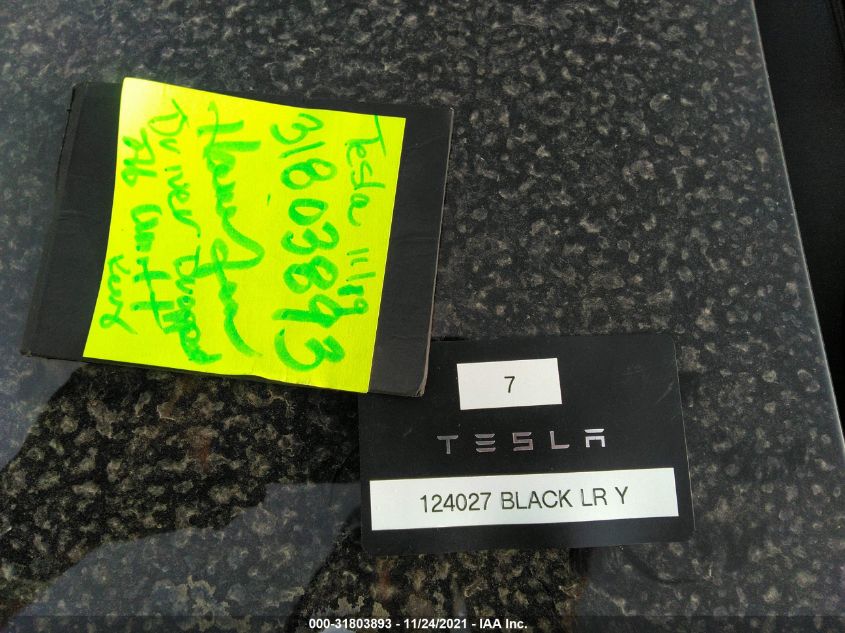 Tesla 11/19
31803893
Driver Dropped
7
TESLA
124027 BLACK LR Y
000-31803893 - 11/24/2021 - IAA Inc.